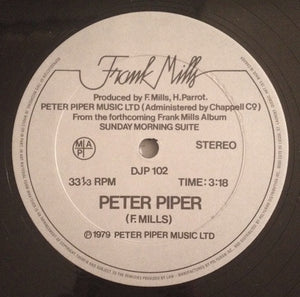 Frank Mills
Produced by F. Mills, H. Parrot.
PETER PIPER MUSIC LTD (Administered by Chappell Co)
From the forthcoming Frank Mills Album
SUNDAY MORNING SUITE
MAP
STEREO
DJP 102
33⅓ RPM
TIME: 3:18
PETER PIPER
(F. MILLS)
℗ 1979 PETER PIPER MUSIC LTD